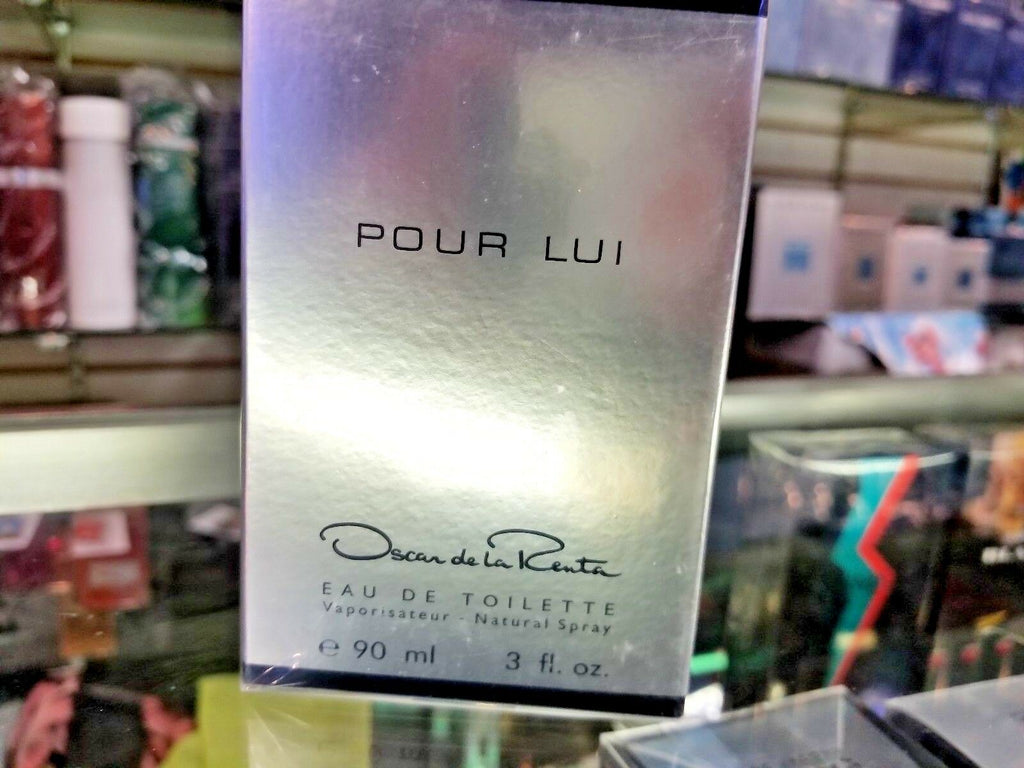 POUR LUI
Oscar de la Renta
EAU DE TOILETTE
Vaporisateur - Natural Spray
℮ 90 ml 3 fl. oz.